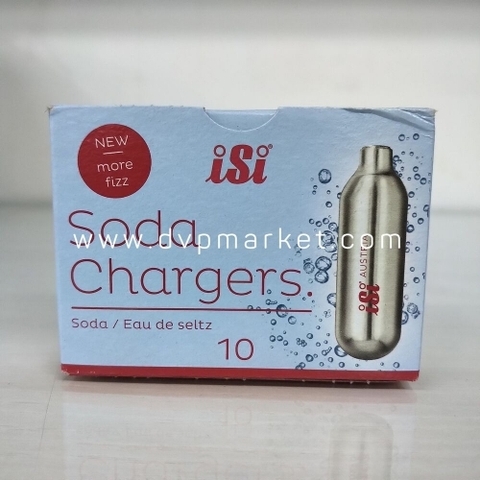 NEW
more
fizz
iSi
Soda
www.dvpmarket.com
Chargers.
Soda / Eau de seltz
10
iSi AUSTRIA